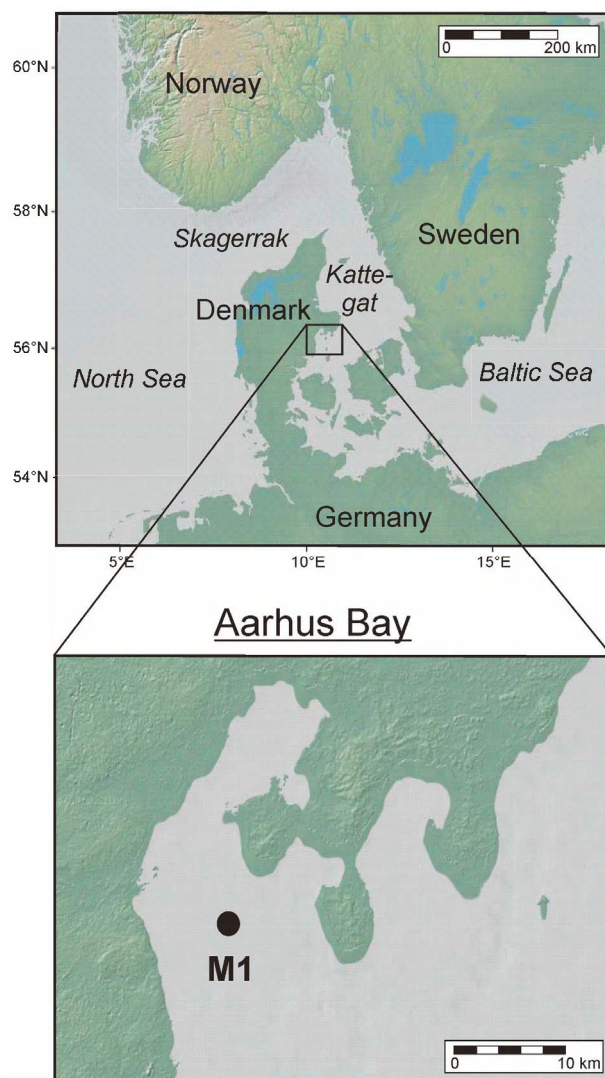 60°N
0 200 km
Norway
58°N
Skagerrak
Sweden
Katte-
gat
Denmark
56°N
North Sea
Baltic Sea
54°N
Germany
5°E 10°E 15°E
Aarhus Bay
M1
0 10 km